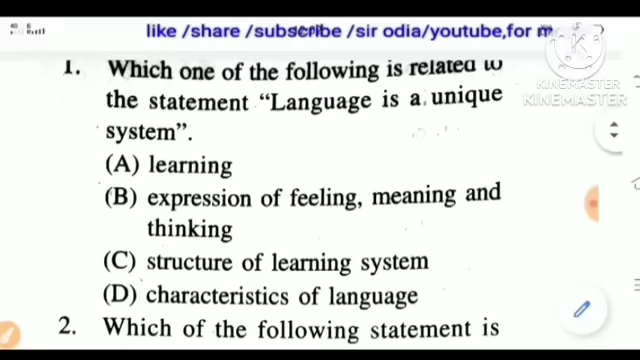 like /share /subscribe /sir odia/youtube,for m
1. Which one of the following is related to
the statement “Language is a unique
system”.
(A) learning
(B) expression of feeling, meaning and
thinking
(C) structure of learning system
(D) characteristics of language
2. Which of the following statement is
KINEMASTER
KINEMASTER